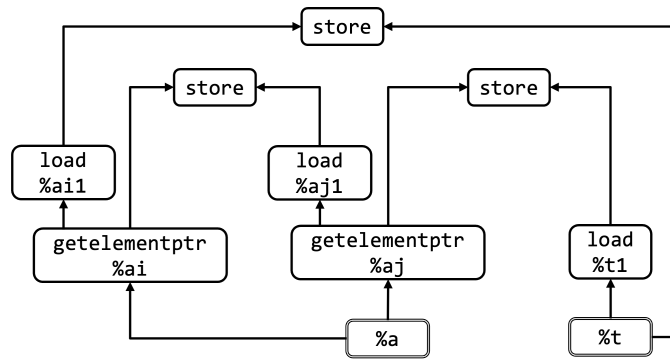 store
store
store
load
%ai1
load
%aj1
getelementptr
%ai
getelementptr
%aj
load
%t1
%a
%t